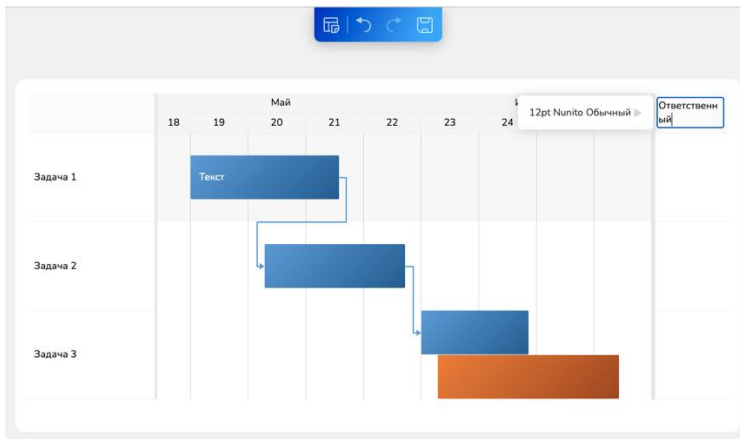 Май
И
12pt Nunito Обычный
Ответственн
ый
18 19 20 21 22 23 24
Задача 1
Текст
Задача 2
Задача 3